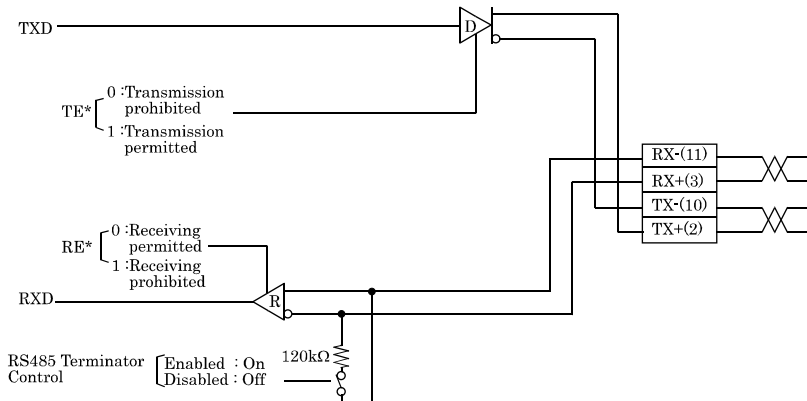 TXD
D
TE*
0 :Transmission
prohibited
1 :Transmission
permitted
RX-(11)
RX+(3)
TX-(10)
TX+(2)
RE*
0 :Receiving
permitted
1 :Receiving
prohibited
RXD
R
RS485 Terminator
Control
Enabled : On
Disabled : Off
120kΩ